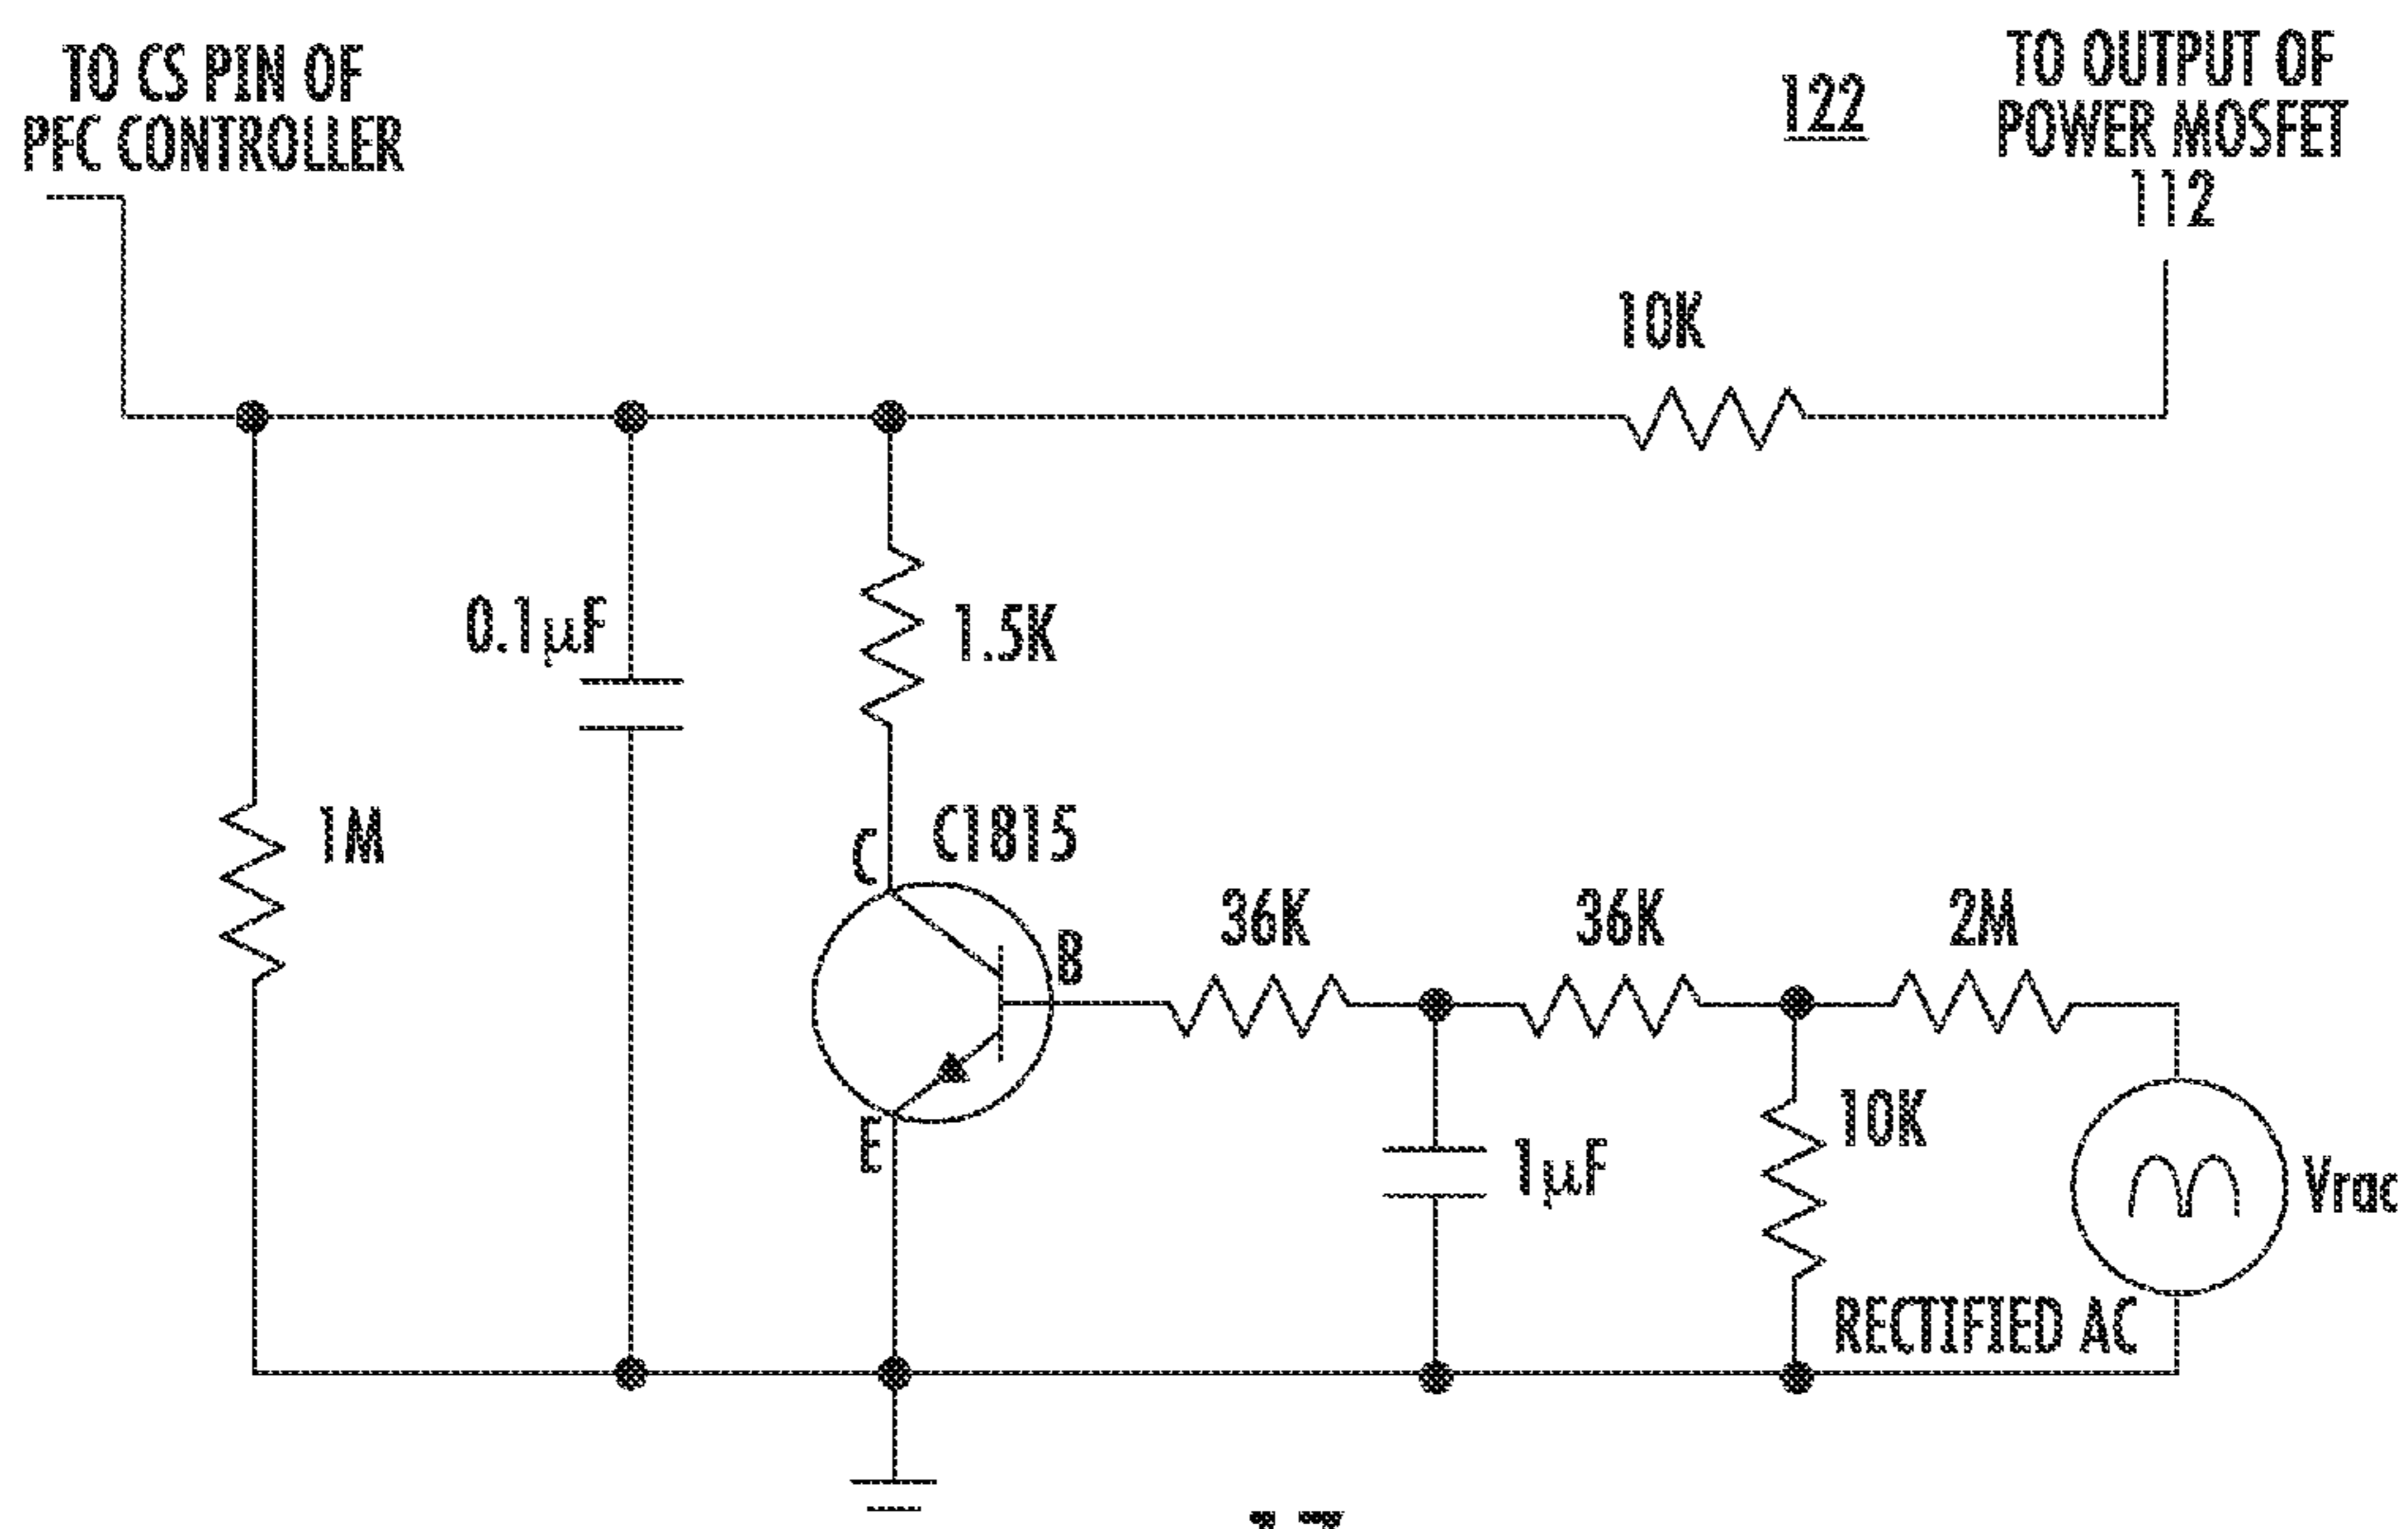 TO CS PIN OF
PFC CONTROLLER
122
TO OUTPUT OF
POWER MOSFET
112
10K
0.1µF
1.5K
1M
C
C1815
B
E
36K
36K
2M
10K
1µF
Vrac
RECTIFIED AC